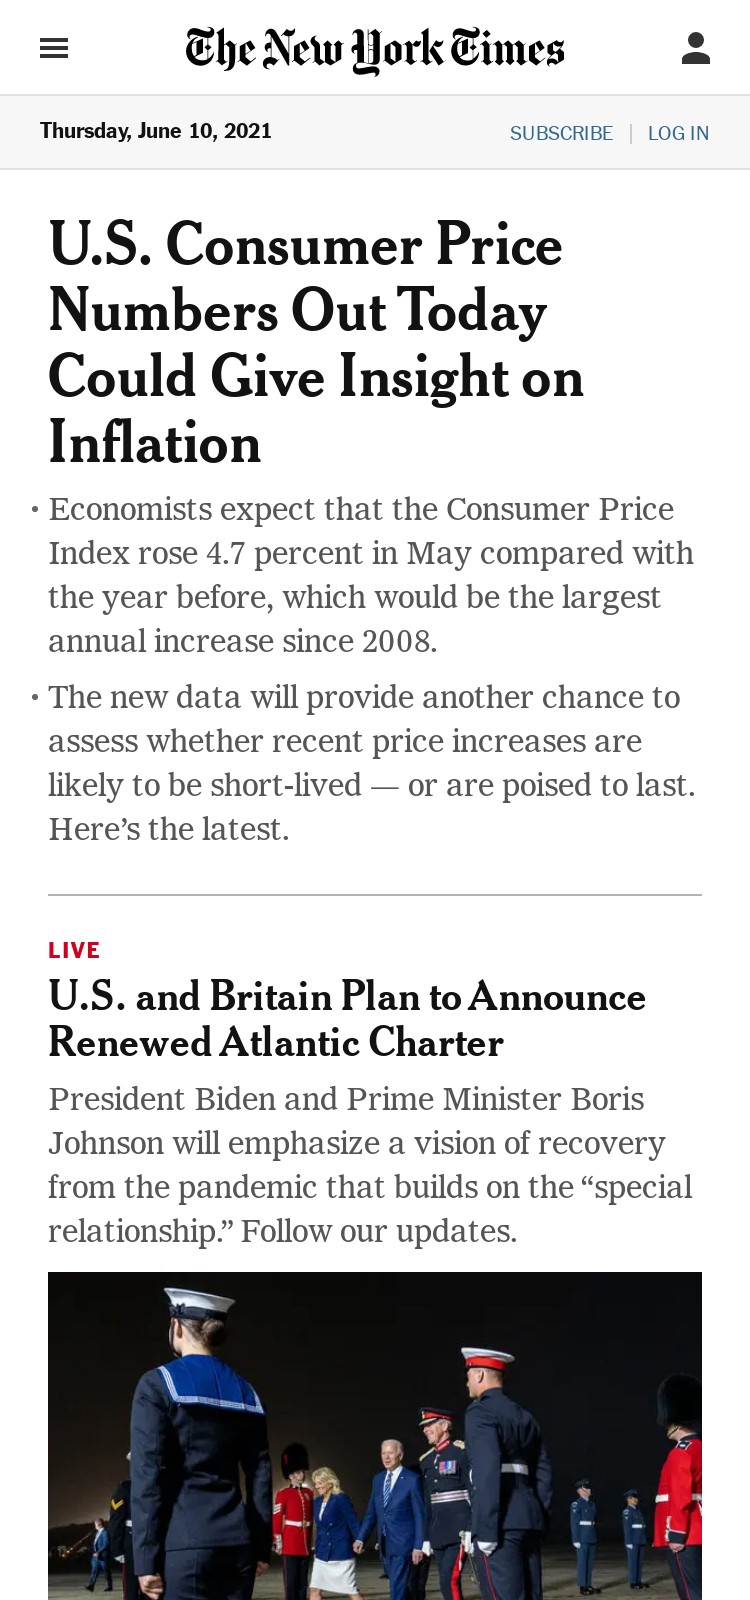 The New York Times
Thursday, June 10, 2021
SUBSCRIBE | LOG IN
U.S. Consumer Price
Numbers Out Today
Could Give Insight on
Inflation
• Economists expect that the Consumer Price
Index rose 4.7 percent in May compared with
the year before, which would be the largest
annual increase since 2008.
• The new data will provide another chance to
assess whether recent price increases are
likely to be short-lived — or are poised to last.
Here’s the latest.
LIVE
U.S. and Britain Plan to Announce
Renewed Atlantic Charter
President Biden and Prime Minister Boris
Johnson will emphasize a vision of recovery
from the pandemic that builds on the “special
relationship.” Follow our updates.